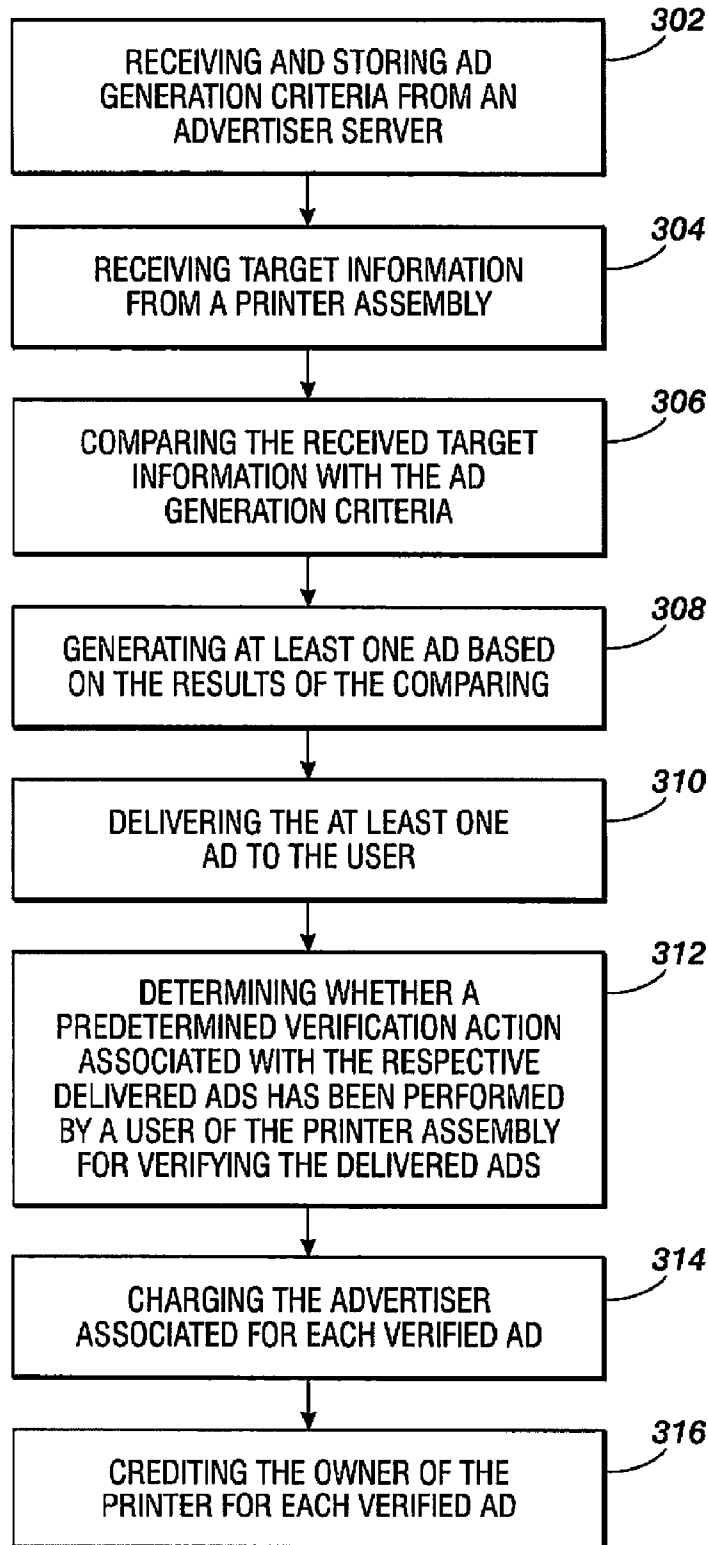 302
RECEIVING AND STORING AD
GENERATION CRITERIA FROM AN
ADVERTISER SERVER
304
RECEIVING TARGET INFORMATION
FROM A PRINTER ASSEMBLY
306
COMPARING THE RECEIVED TARGET
INFORMATION WITH THE AD
GENERATION CRITERIA
308
GENERATING AT LEAST ONE AD BASED
ON THE RESULTS OF THE COMPARING
310
DELIVERING THE AT LEAST ONE
AD TO THE USER
312
DETERMINING WHETHER A
PREDETERMINED VERIFICATION ACTION
ASSOCIATED WITH THE RESPECTIVE
DELIVERED ADS HAS BEEN PERFORMED
BY A USER OF THE PRINTER ASSEMBLY
FOR VERIFYING THE DELIVERED ADS
314
CHARGING THE ADVERTISER
ASSOCIATED FOR EACH VERIFIED AD
316
CREDITING THE OWNER OF THE
PRINTER FOR EACH VERIFIED AD